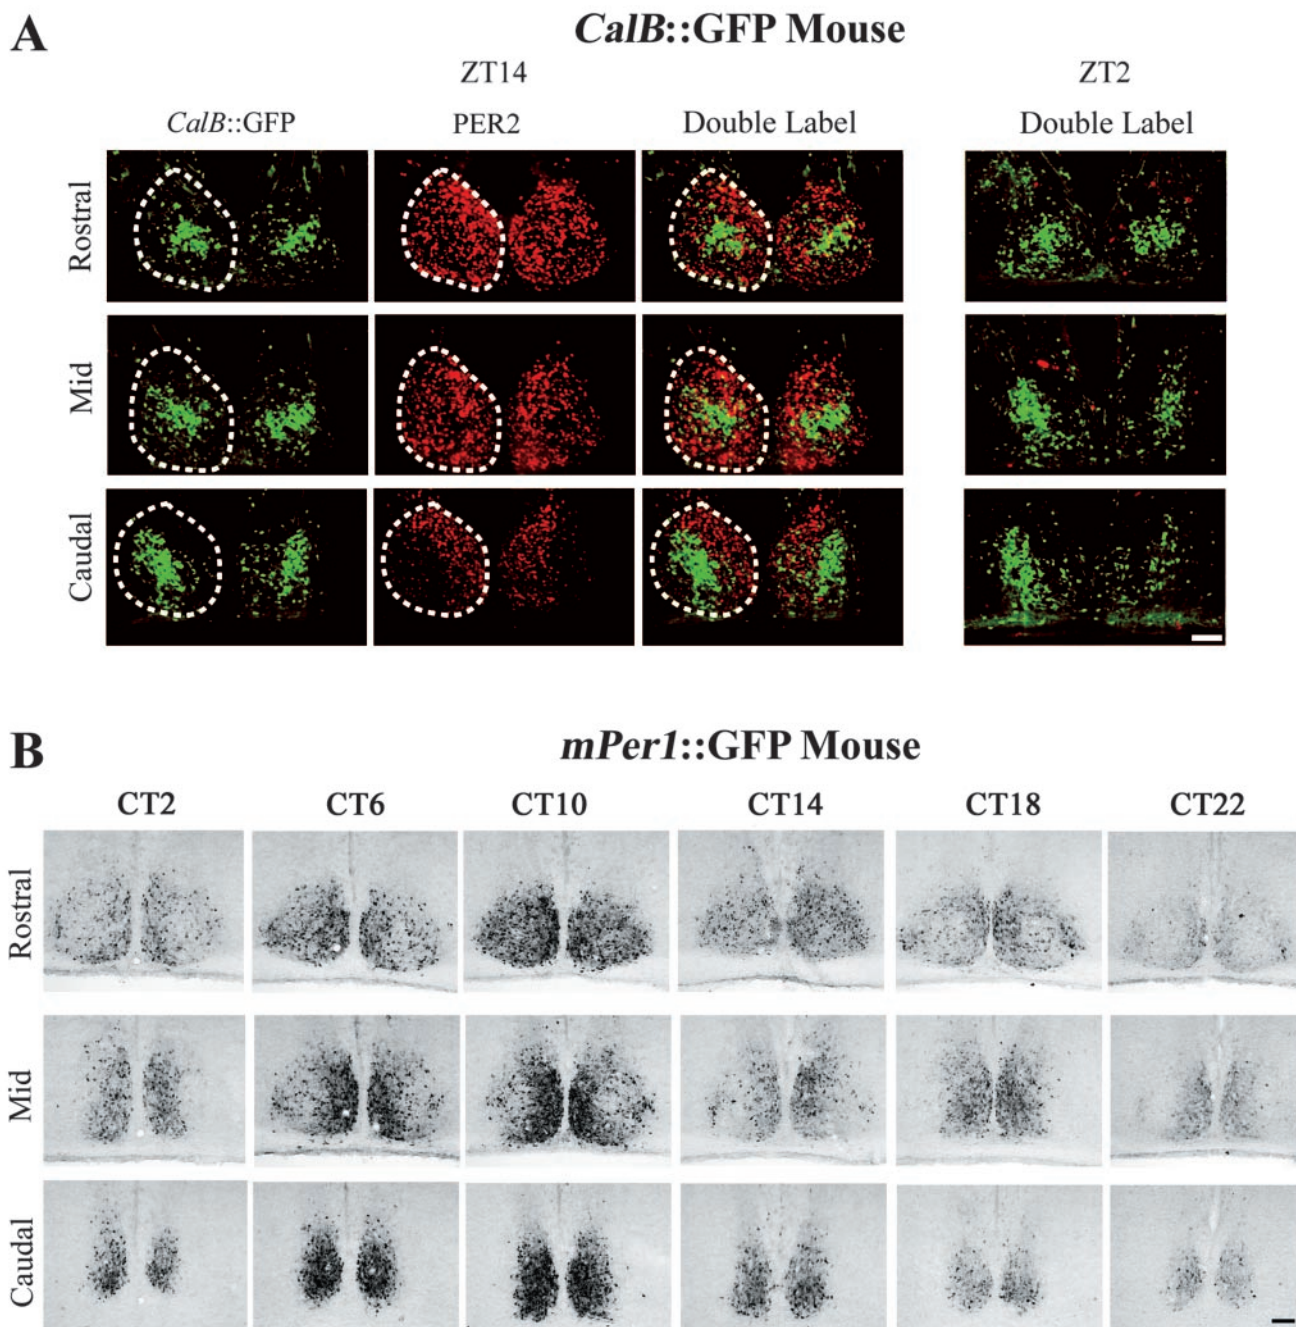 A
CalB::GFP Mouse
ZT14
ZT2
CalB::GFP
PER2
Double Label
Double Label
Rostral
Mid
Caudal
B
mPer1::GFP Mouse
CT2
CT6
CT10
CT14
CT18
CT22
Rostral
Mid
Caudal